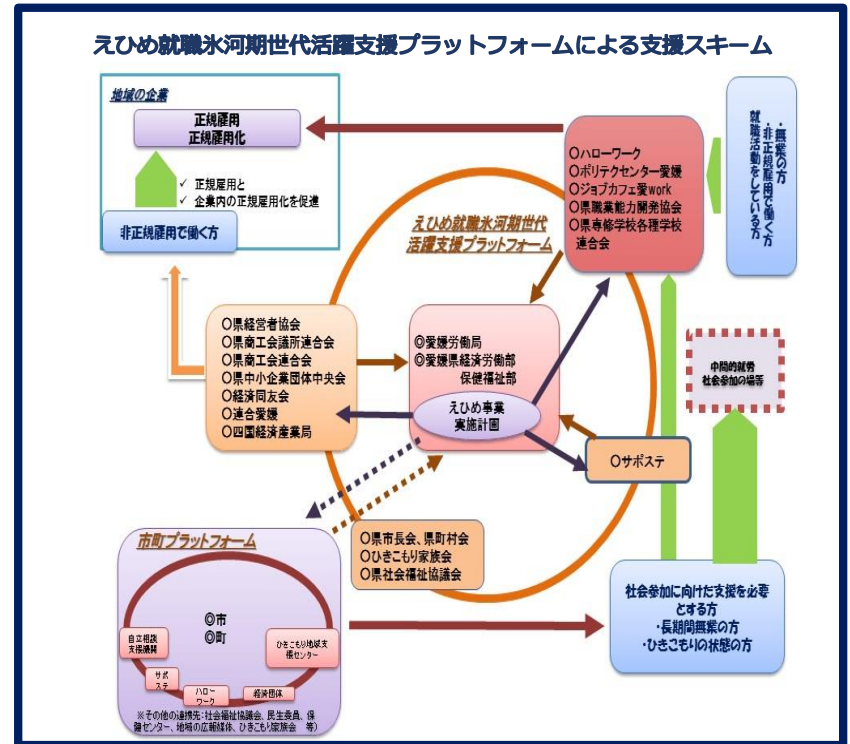 えひめ就職氷河期世代活躍支援プラットフォームによる支援スキーム
地域の企業
正規雇用
正規雇用化
✓ 正規雇用と
✓ 企業内の正規雇用化を促進
非正規雇用で働く方
〇ハローワーク
〇ポリテクセンター愛媛
〇ジョブカフェ愛work
〇県職業能力開発協会
〇県専修学校各種学校
連合会
・無業の方
・非正規雇用で働く方
就職活動をしている方
えひめ就職氷河期世代
活躍支援プラットフォーム
〇県経営者協会
〇県商工会議所連合会
〇県商工会連合会
〇県中小企業団体中央会
〇経済同友会
〇連合愛媛
〇四国経済産業局
◎愛媛労働局
◎愛媛県経済労働部
保健福祉部
えひめ事業
実施計画
中間的就労
社会参加の場等
〇サポステ
〇県市長会、県町村会
〇ひきこもり家族会
〇県社会福祉協議会
市町プラットフォーム
◎市
◎町
自立相談
支援機関
サポ
ステ
ハロー
ワーク
経済団体
ひきこもり地域支
援センター
※その他の連携先：社会福祉協議会、民生委員、保
健センター、地域の広報媒体、ひきこもり家族会 等）
社会参加に向けた支援を必要
とする方
・長期間無業の方
・ひきこもりの状態の方